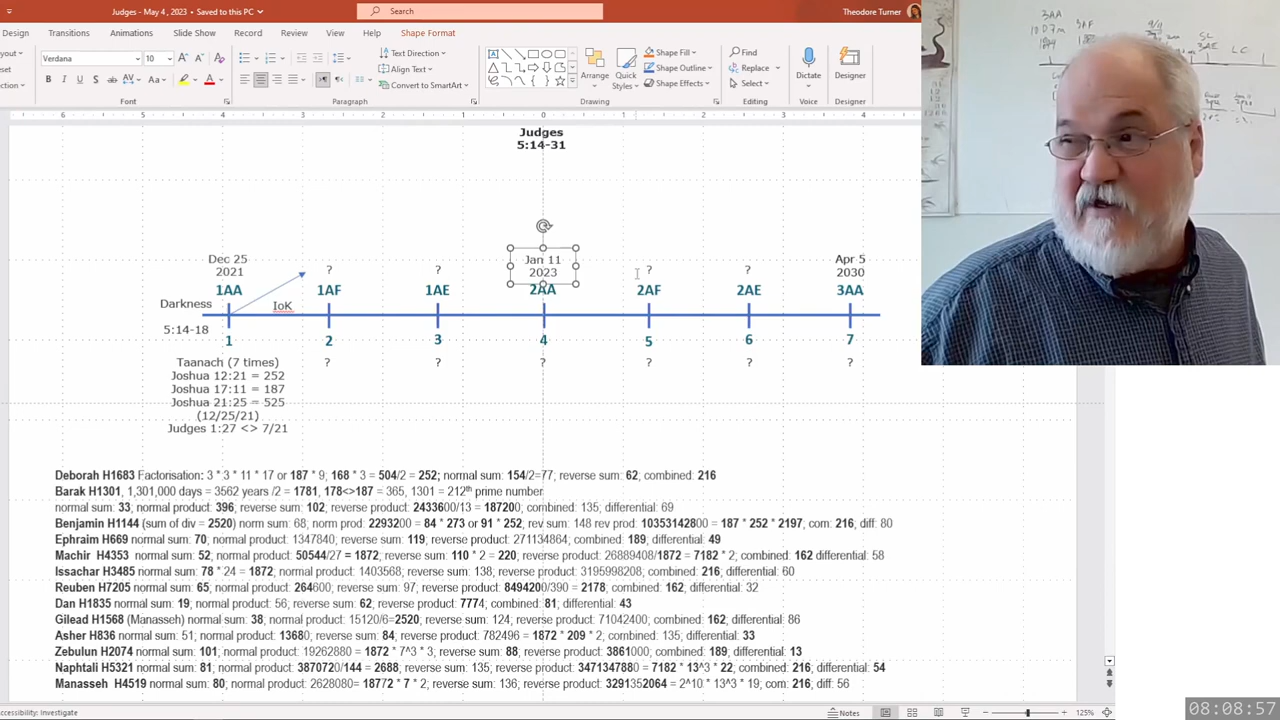 Judges - May 4, 2023 • Saved to this PC
Search
Theodore Turner
Design Transitions Animations Slide Show Record Review View Help Shape Format
Verdana 10
Text Direction
Align Text
Convert to SmartArt
Arrange
Quick Styles
Shape Fill
Shape Outline
Shape Effects
Find
Replace
Select
Dictate
Designer
Font Paragraph Drawing Editing Voice Designer
Judges
5:14-31
Dec 25
2021
1AA
? 1AF
? 1AE
Jan 11
2023
2AA
? 2AF
? 2AE
Apr 5
2030
3AA
Darkness
IoK
5:14-18
1 2 3 4 5 6 7
Taanach (7 times)
? ? ? ? ? ?
Joshua 12:21 = 252
Joshua 17:11 = 187
Joshua 21:25 = 525
(12/25/21)
Judges 1:27 <> 7/21
Deborah H1683 Factorisation: 3 * 3 * 11 * 17 or 187 * 9; 168 * 3 = 504/2 = 252; normal sum: 154/2=77; reverse sum: 62; combined: 216
Barak H1301, 1,301,000 days = 3562 years /2 = 1781, 178<>187 = 365, 1301 = 212th prime number
normal sum: 33; normal product: 396, reverse sum: 102, reverse product: 2433600/13 = 187200; combined: 135; differential: 69
Benjamin H1144 (sum of div = 2520) norm sum: 68; norm prod: 2293200 = 84 * 273 or 91 * 252, rev sum: 148 rev prod: 10353142800 = 187 * 252 * 2197, com: 216, diff: 80
Ephraim H669 normal sum: 70; normal product: 1347840; reverse sum: 119; reverse product: 271134864; combined: 189; differential: 49
Machir H4353 normal sum: 52; normal product: 50544/27 = 1872; reverse sum: 110 * 2 = 220; reverse product: 26889408/1872 = 7182 * 2; combined: 162 differential: 58
Issachar H3485 normal sum: 78 * 24 = 1872; normal product: 1403568; reverse sum: 138; reverse product: 3195998208; combined: 216; differential: 60
Reuben H7205 normal sum: 65; normal product: 264600; reverse sum: 97; reverse product: 849420/390 = 2178; combined: 162; differential: 32
Dan H1835 normal sum: 19; normal product: 56; reverse sum: 62; reverse product: 7774; combined: 81; differential: 43
Gilead H1568 (Manasseh) normal sum: 38, normal product: 15120/6=2520; reverse sum: 124, reverse product: 71042400; combined: 162, differential: 86
Asher H836 normal sum: 51; normal product: 13680; reverse sum: 84; reverse product: 782496 = 1872 * 209 * 2; combined: 135; differential: 33
Zebulun H2074 normal sum: 101; normal product: 19262880 = 1872 * 7^3 * 3; reverse sum: 88; reverse product: 3861000; combined: 189; differential: 13
Naphtali H5321 normal sum: 81; normal product: 3870720/144 = 2688; reverse sum: 135; reverse product: 3471347880 = 7182 * 13^3 * 22; combined: 216; differential: 54
Manasseh H4519 normal sum: 80; normal product: 2628080= 18772 * 7 * 2; reverse sum: 136; reverse product: 3291352064 = 2^10 * 13^3 * 19; com: 216, diff: 56
Accessibility: Investigate
Notes
125%
08:08:57